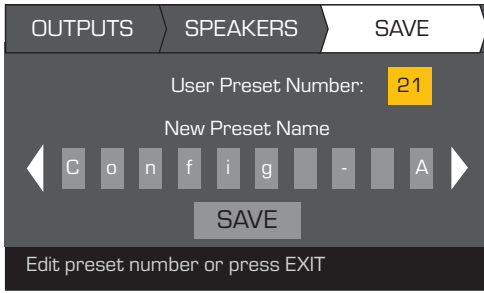 OUTPUTS SPEAKERS SAVE
User Preset Number: 21
New Preset Name
C o n f i g - A
SAVE
Edit preset number or press EXIT